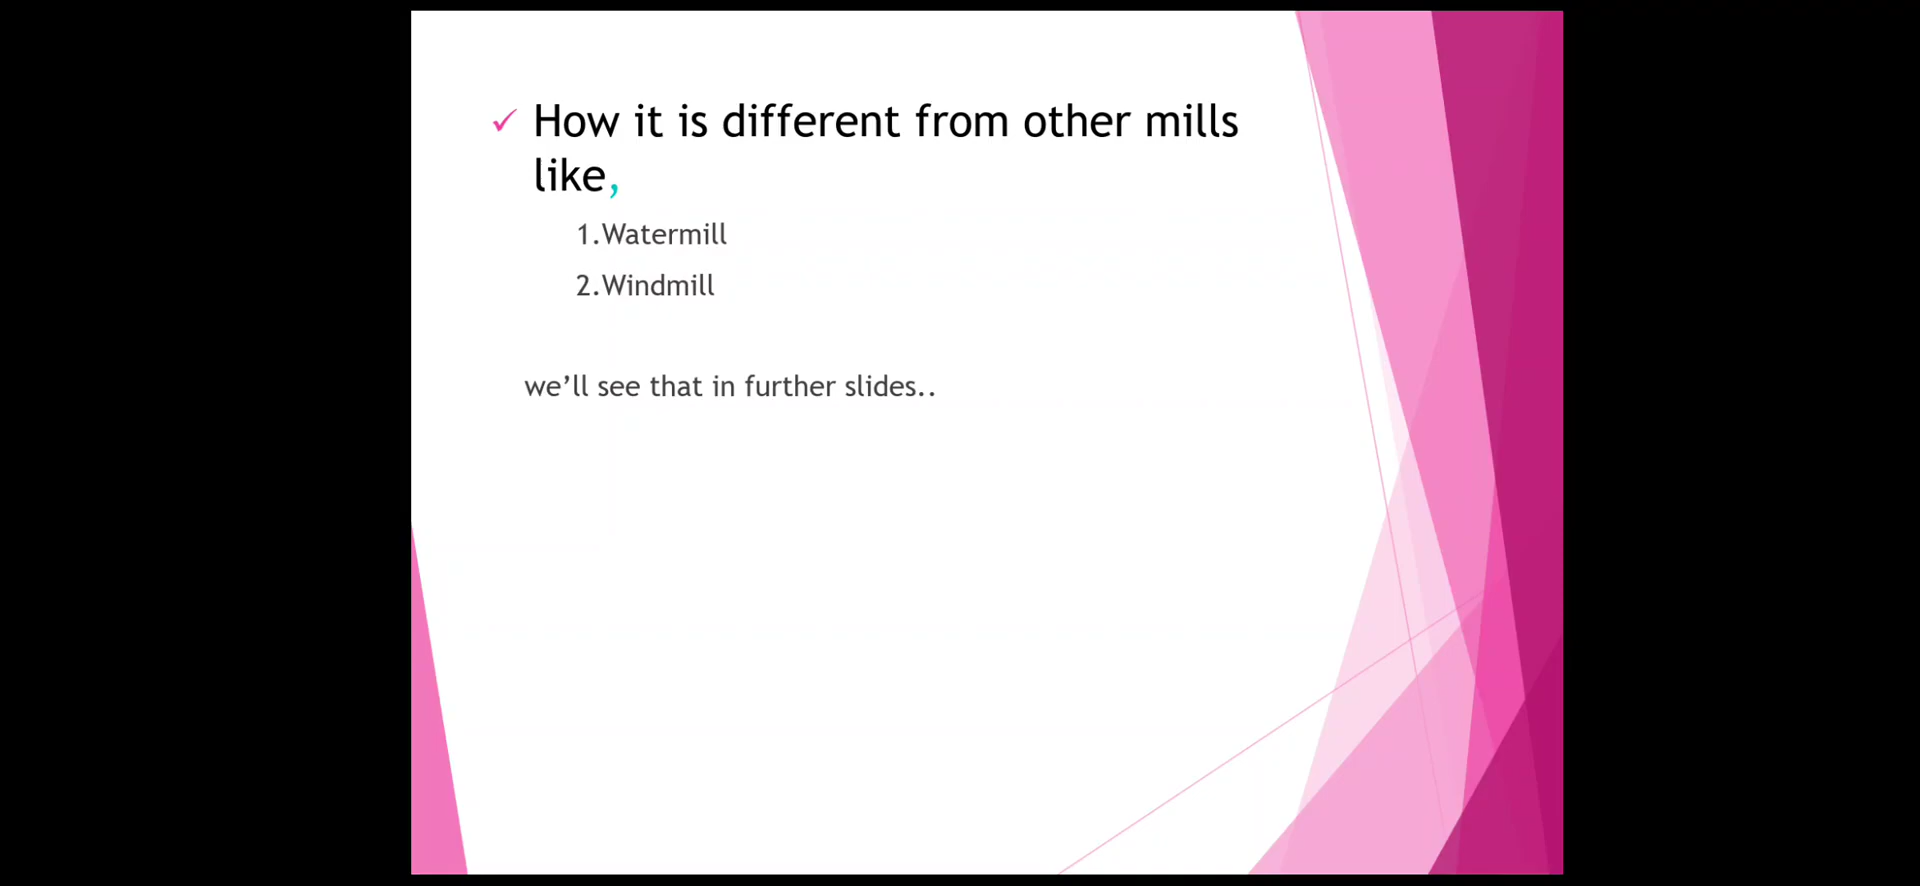 ✓ How it is different from other mills
like,
1.Watermill
2.Windmill
we’ll see that in further slides..